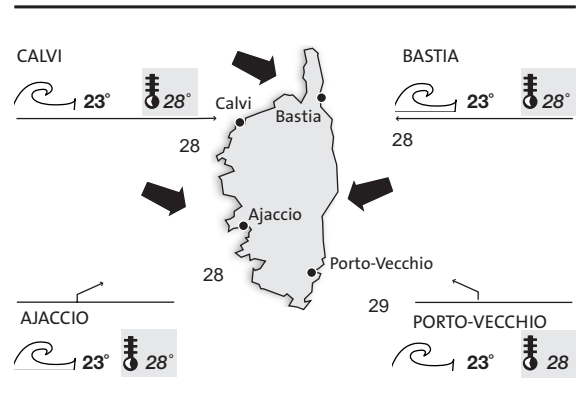 CALVI
BASTIA
23° 28°
23° 28°
Calvi
Bastia
28
28
Ajaccio
Porto-Vecchio
28
29
AJACCIO
PORTO-VECCHIO
23° 28°
23° 28